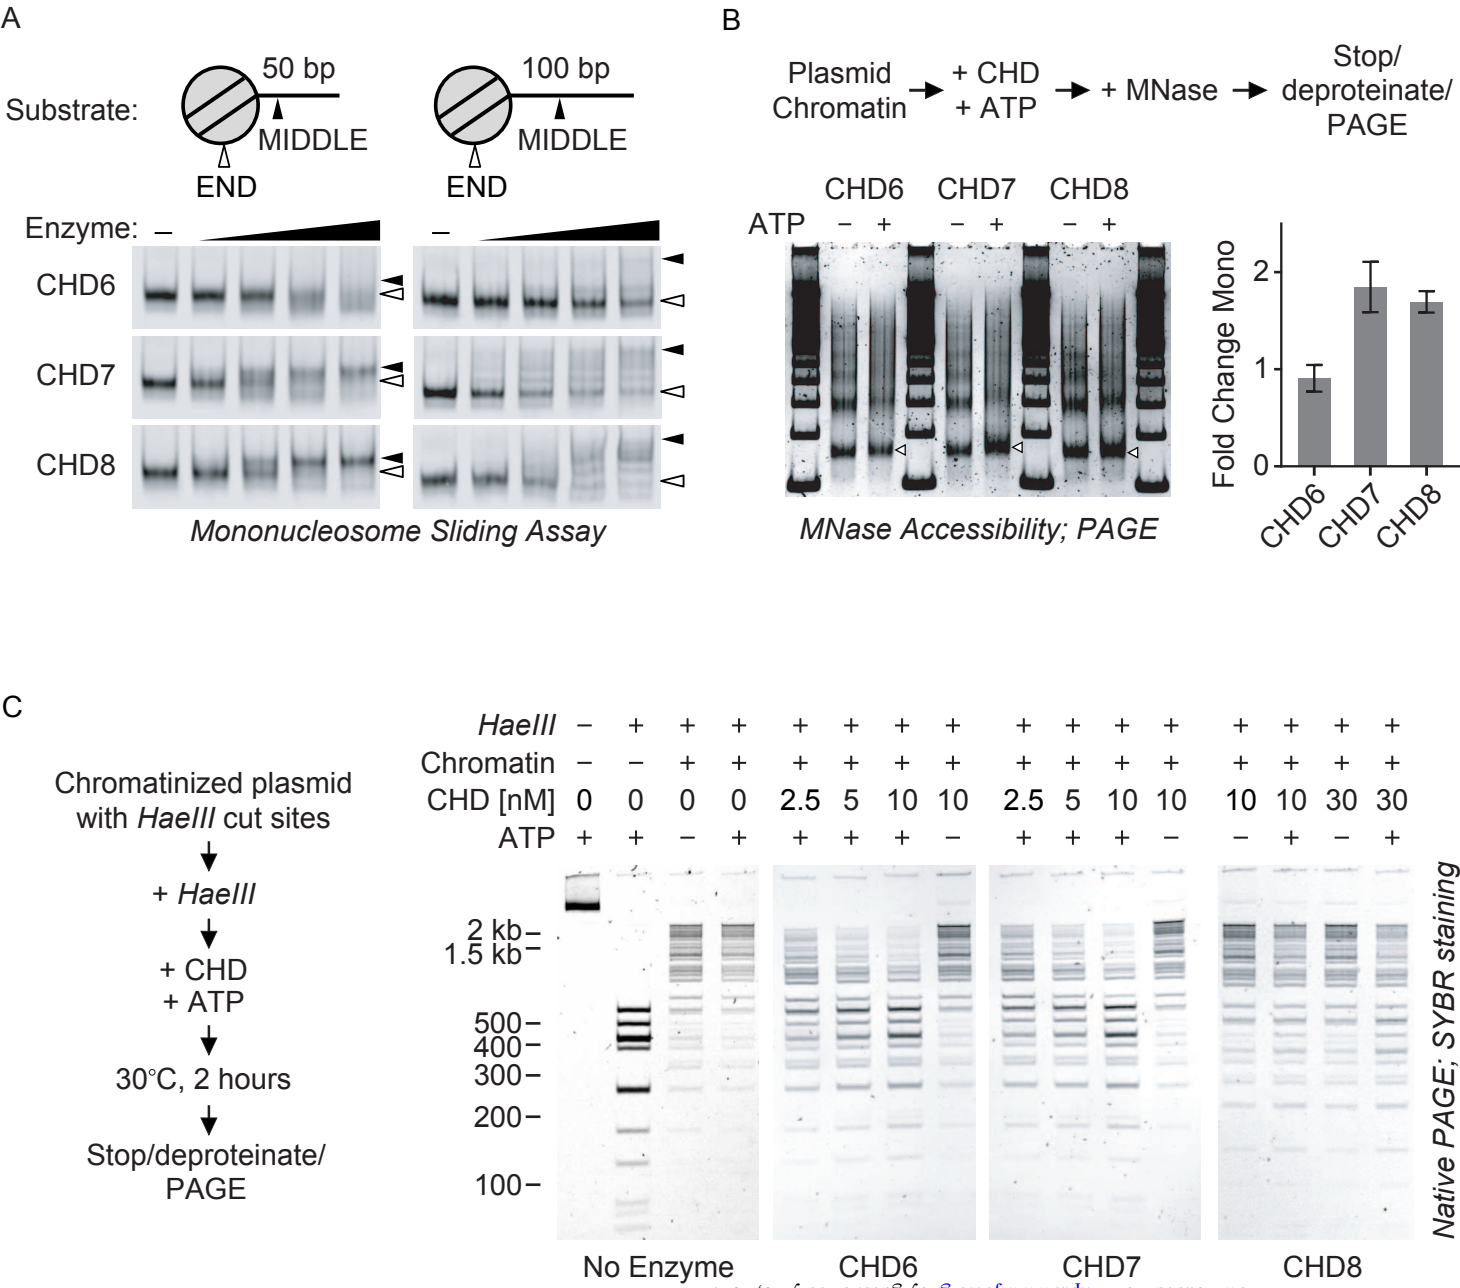 A
Substrate:
50 bp
MIDDLE
END
100 bp
MIDDLE
END
Enzyme: –
–
CHD6
CHD7
CHD8
Mononucleosome Sliding Assay
B
Plasmid
Chromatin
+ CHD
+ ATP
+ MNase
Stop/
deproteinate/
PAGE
CHD6 CHD7 CHD8
ATP – + – + – +
MNase Accessibility; PAGE
Fold Change Mono
2
1
0
CHD6
CHD7
CHD8
C
Chromatinized plasmid
with HaeIII cut sites
+ HaeIII
+ CHD
+ ATP
30°C, 2 hours
Stop/deproteinate/
PAGE
HaeIII – + + + + + + + + + + + + + + +
Chromatin – – + + + + + + + + + + + + + +
CHD [nM] 0 0 0 0 2.5 5 10 10 2.5 5 10 10 10 10 30 30
ATP + + – + + + + – + + + – – + – +
2 kb
1.5 kb
500
400
300
200
100
No Enzyme CHD6 CHD7 CHD8
Native PAGE; SYBR staining